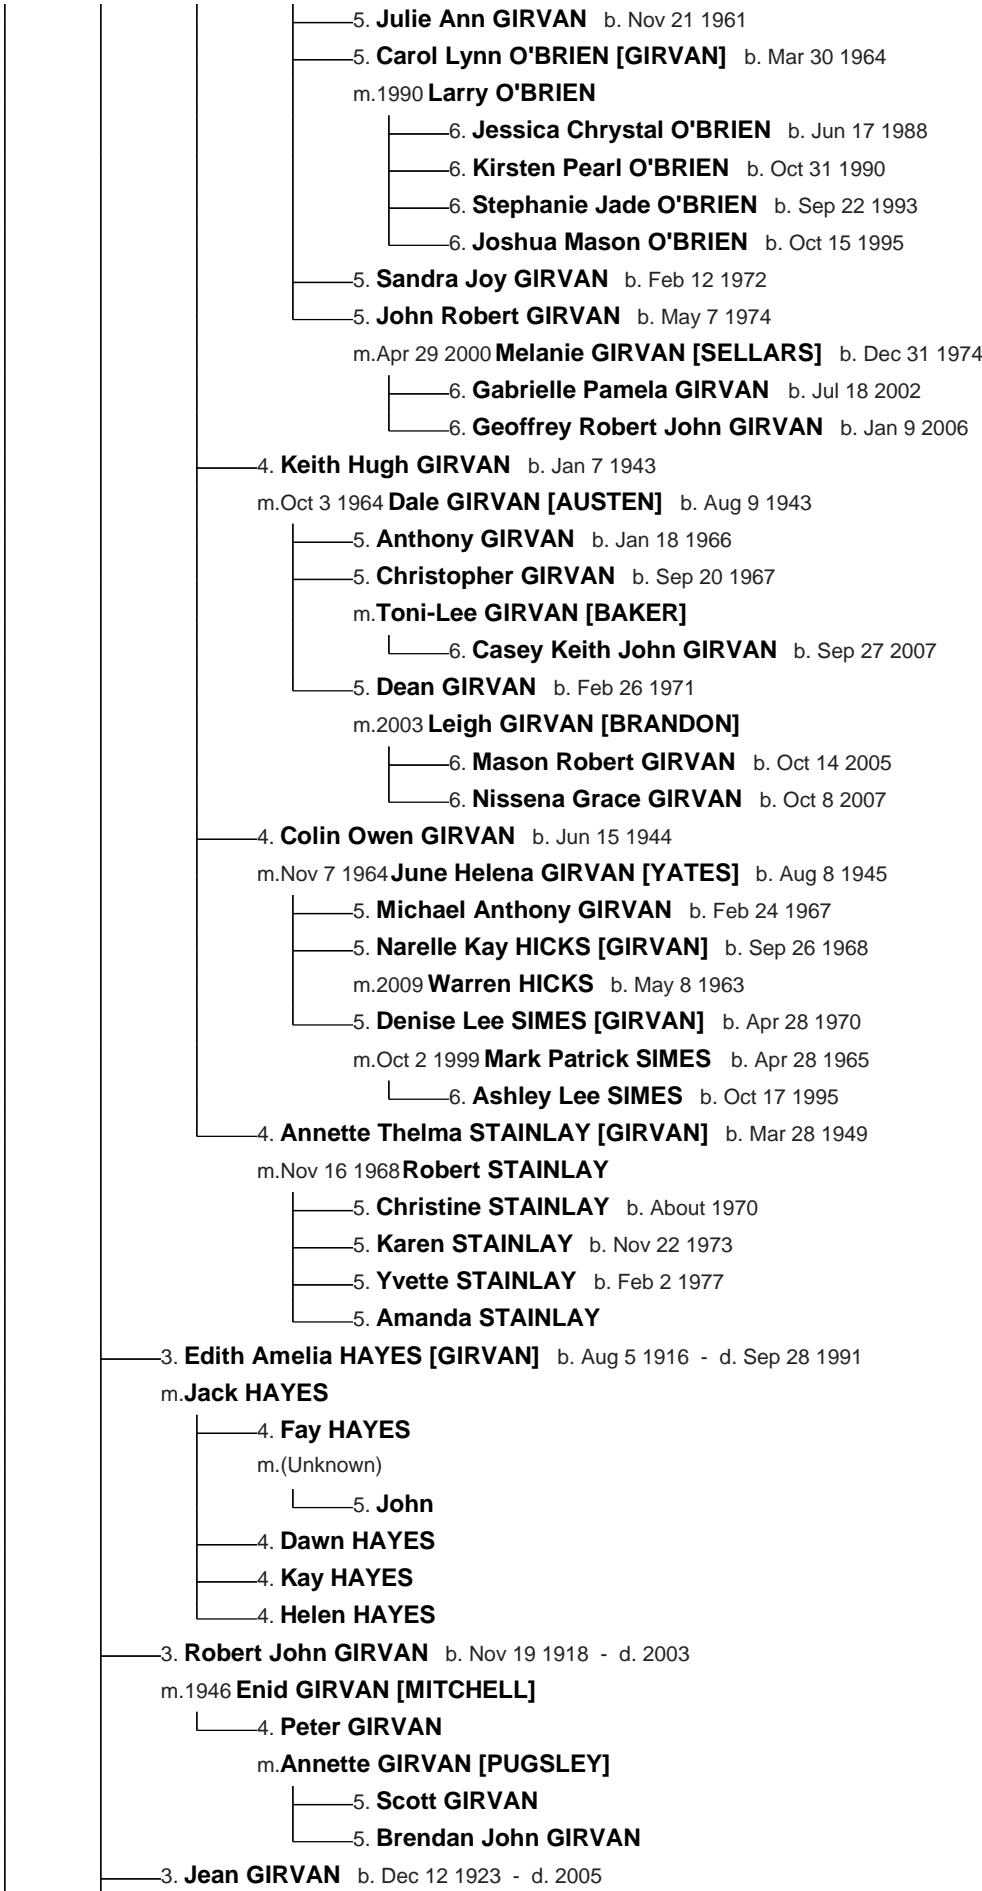 5. Julie Ann GIRVAN b. Nov 21 1961
5. Carol Lynn O'BRIEN [GIRVAN] b. Mar 30 1964
m.1990 Larry O'BRIEN
6. Jessica Chrystal O'BRIEN b. Jun 17 1988
6. Kirsten Pearl O'BRIEN b. Oct 31 1990
6. Stephanie Jade O'BRIEN b. Sep 22 1993
6. Joshua Mason O'BRIEN b. Oct 15 1995
5. Sandra Joy GIRVAN b. Feb 12 1972
5. John Robert GIRVAN b. May 7 1974
m.Apr 29 2000 Melanie GIRVAN [SELLARS] b. Dec 31 1974
6. Gabrielle Pamela GIRVAN b. Jul 18 2002
6. Geoffrey Robert John GIRVAN b. Jan 9 2006
4. Keith Hugh GIRVAN b. Jan 7 1943
m.Oct 3 1964 Dale GIRVAN [AUSTEN] b. Aug 9 1943
5. Anthony GIRVAN b. Jan 18 1966
5. Christopher GIRVAN b. Sep 20 1967
m.Toni-Lee GIRVAN [BAKER]
6. Casey Keith John GIRVAN b. Sep 27 2007
5. Dean GIRVAN b. Feb 26 1971
m.2003 Leigh GIRVAN [BRANDON]
6. Mason Robert GIRVAN b. Oct 14 2005
6. Nissena Grace GIRVAN b. Oct 8 2007
4. Colin Owen GIRVAN b. Jun 15 1944
m.Nov 7 1964 June Helena GIRVAN [YATES] b. Aug 8 1945
5. Michael Anthony GIRVAN b. Feb 24 1967
5. Narelle Kay HICKS [GIRVAN] b. Sep 26 1968
m.2009 Warren HICKS b. May 8 1963
5. Denise Lee SIMES [GIRVAN] b. Apr 28 1970
m.Oct 2 1999 Mark Patrick SIMES b. Apr 28 1965
6. Ashley Lee SIMES b. Oct 17 1995
4. Annette Thelma STAINLAY [GIRVAN] b. Mar 28 1949
m.Nov 16 1968 Robert STAINLAY
5. Christine STAINLAY b. About 1970
5. Karen STAINLAY b. Nov 22 1973
5. Yvette STAINLAY b. Feb 2 1977
5. Amanda STAINLAY
3. Edith Amelia HAYES [GIRVAN] b. Aug 5 1916 - d. Sep 28 1991
m.Jack HAYES
4. Fay HAYES
m.(Unknown)
5. John
4. Dawn HAYES
4. Kay HAYES
4. Helen HAYES
3. Robert John GIRVAN b. Nov 19 1918 - d. 2003
m.1946 Enid GIRVAN [MITCHELL]
4. Peter GIRVAN
m.Annette GIRVAN [PUGSLEY]
5. Scott GIRVAN
5. Brendan John GIRVAN
3. Jean GIRVAN b. Dec 12 1923 - d. 2005